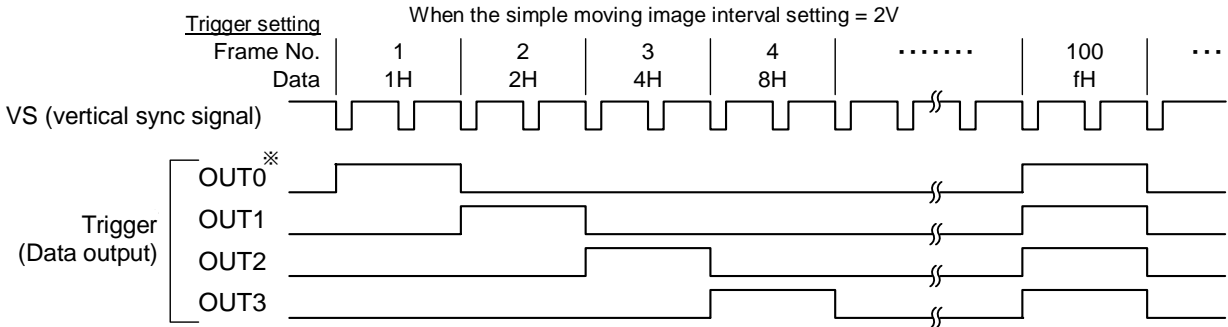 When the simple moving image interval setting = 2V
Trigger setting
Frame No. 1 2 3 4 ······· 100 ···
Data 1H 2H 4H 8H fH
VS (vertical sync signal)
OUT0※
OUT1
Trigger
(Data output)
OUT2
OUT3